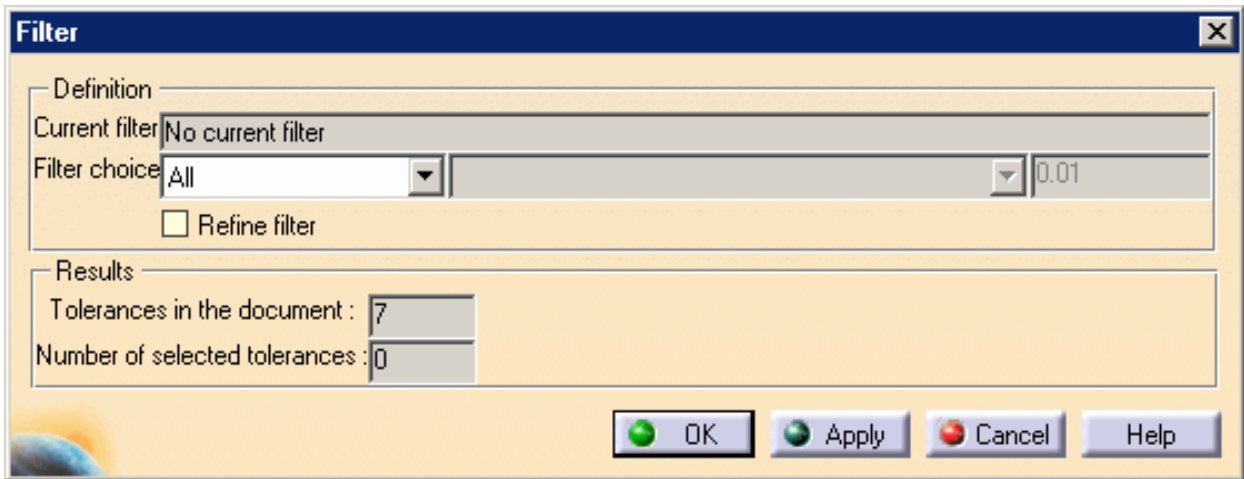 Filter
Definition
Current filter No current filter
Filter choice All 0.01
Refine filter
Results
Tolerances in the document : 7
Number of selected tolerances : 0
OK Apply Cancel Help